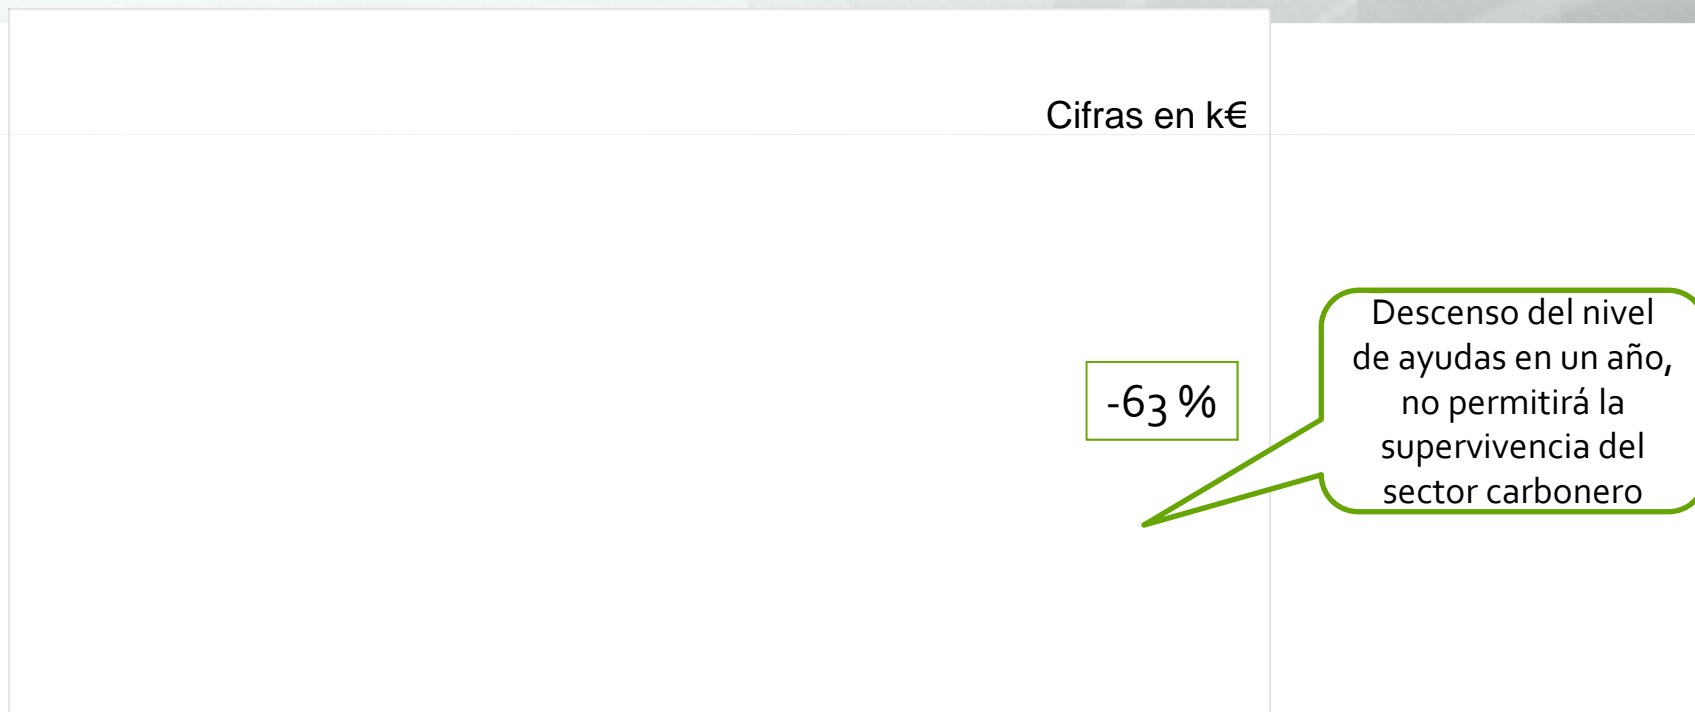 Cifras en k€
-63 %
Descenso del nivel
de ayudas en un año,
no permitirá la
supervivencia del
sector carbonero